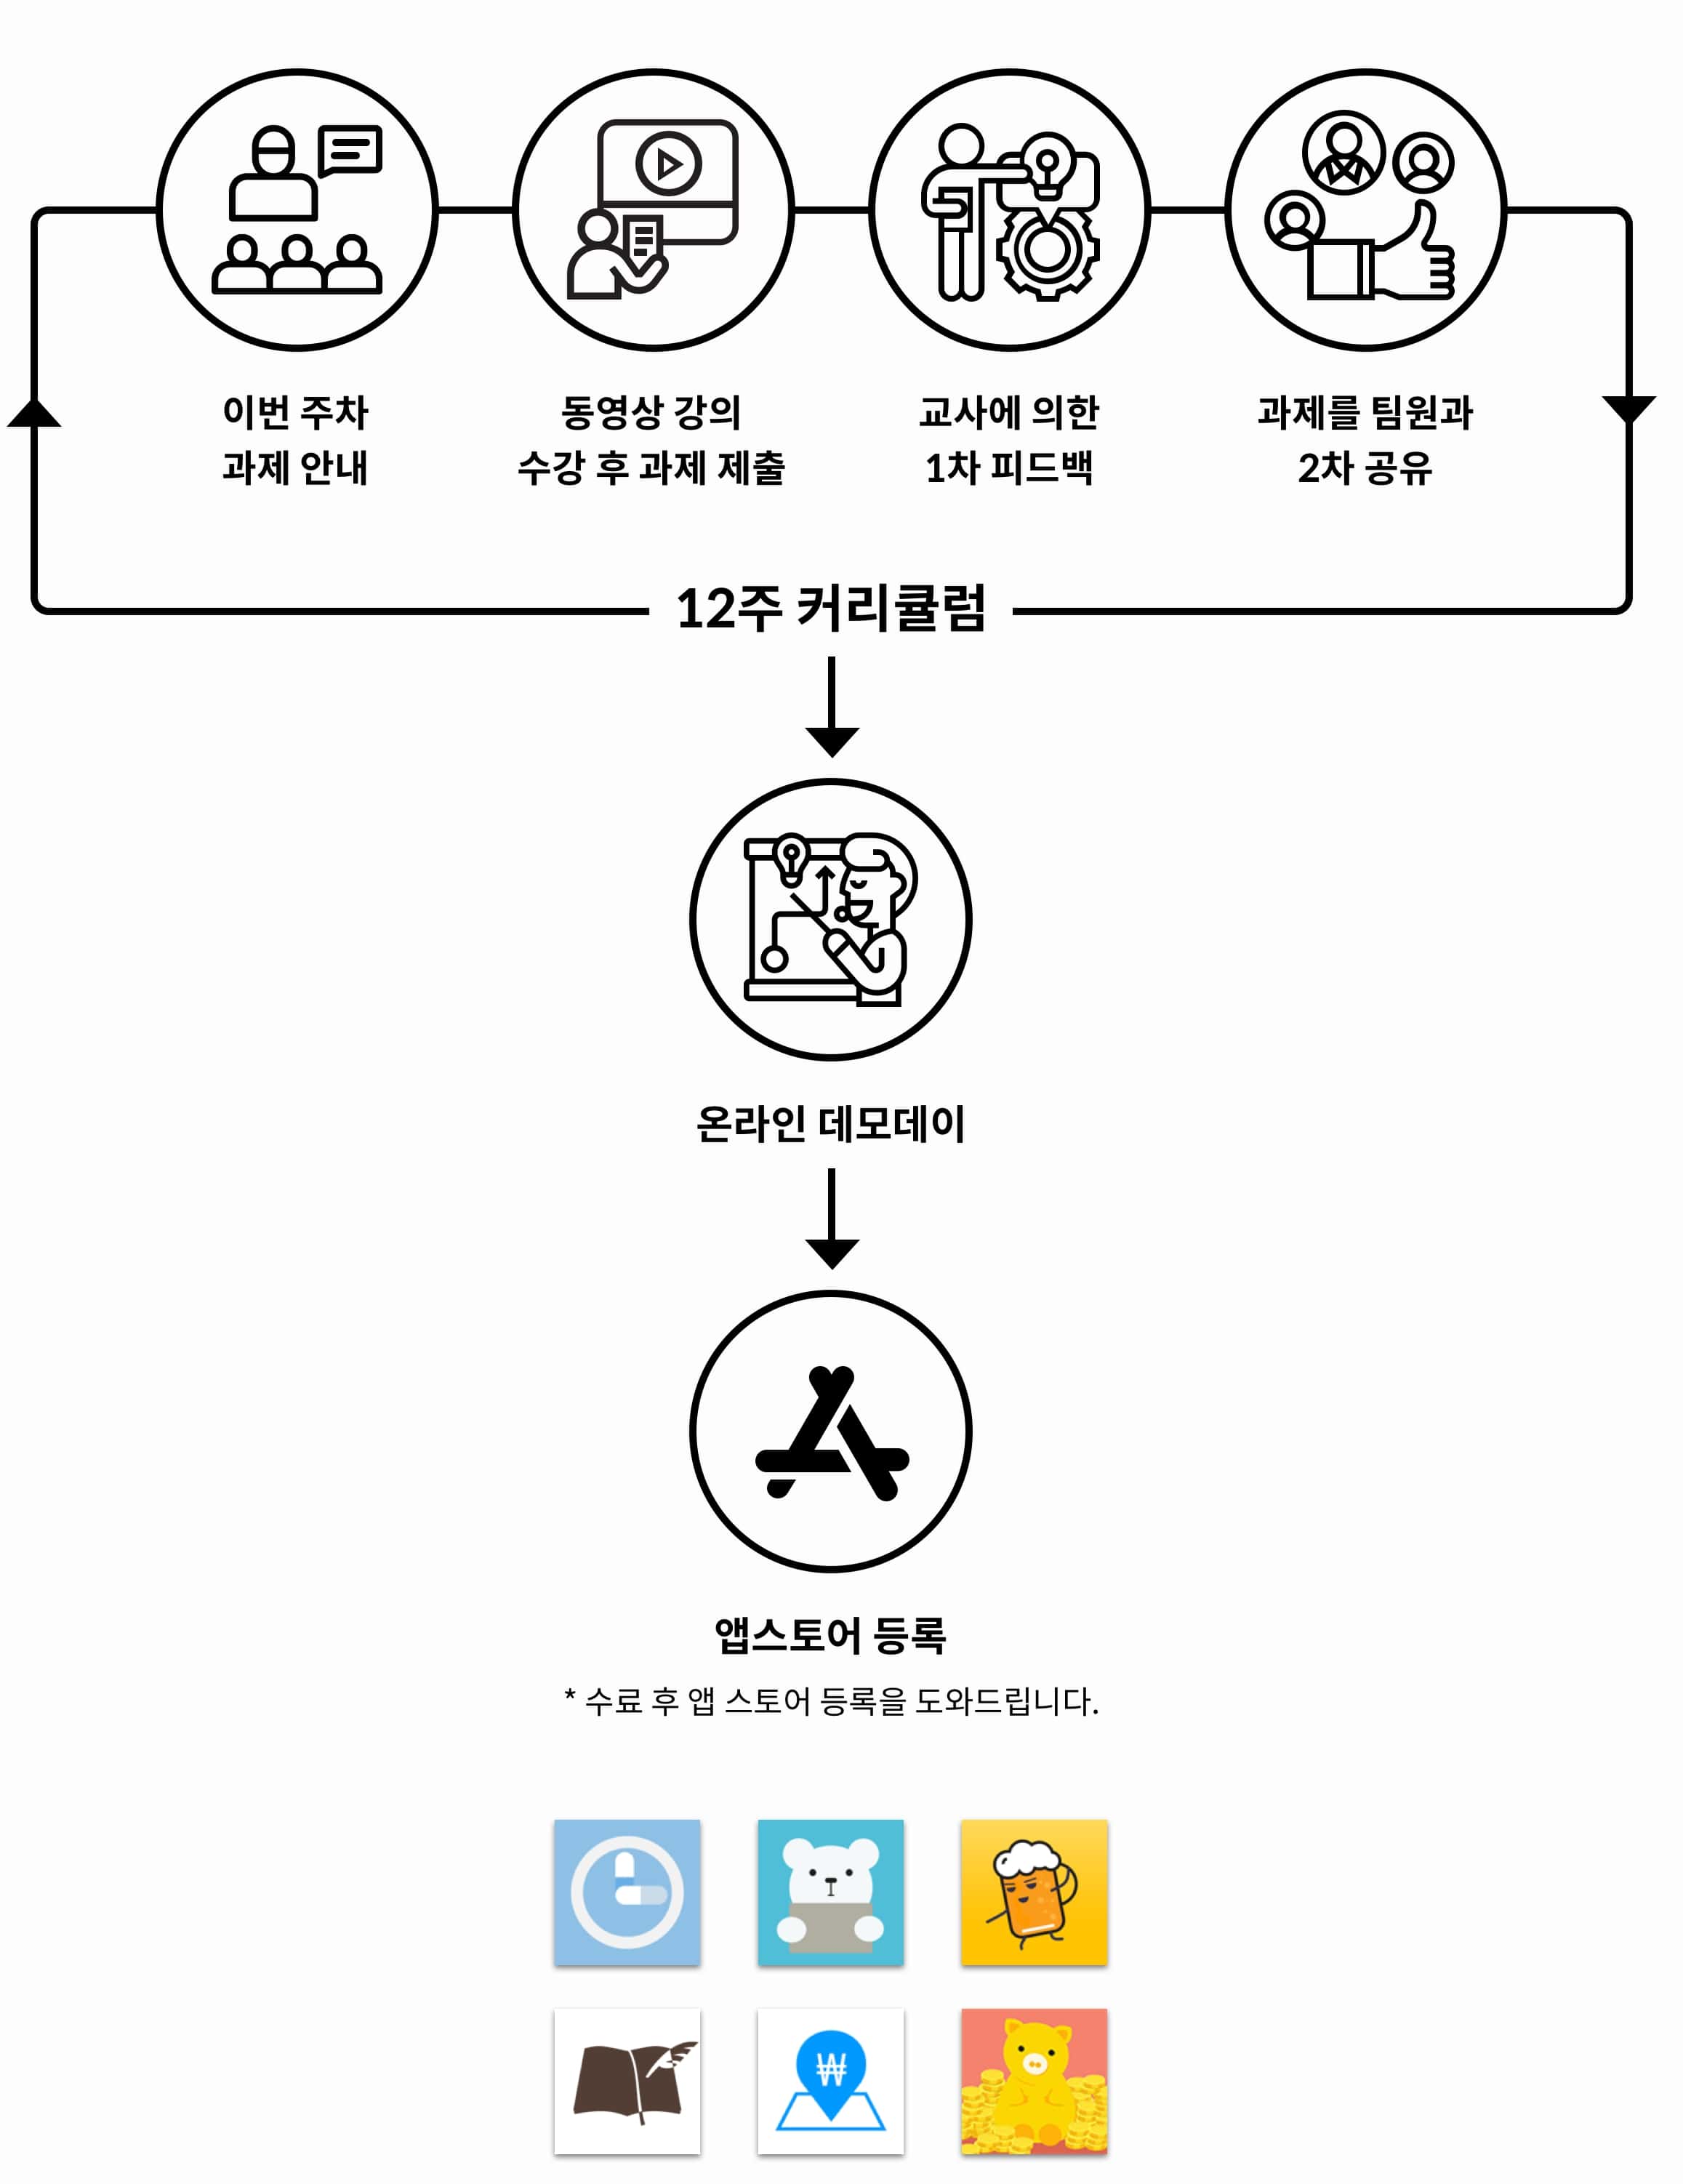 이번 주차
과제 안내
동영상 강의
수강 후 과제 제출
교사에 의한
1차 피드백
과제를 팀원과
2차 공유
12주 커리큘럼
온라인 데모데이
앱스토어 등록
* 수료 후 앱 스토어 등록을 도와드립니다.
₩